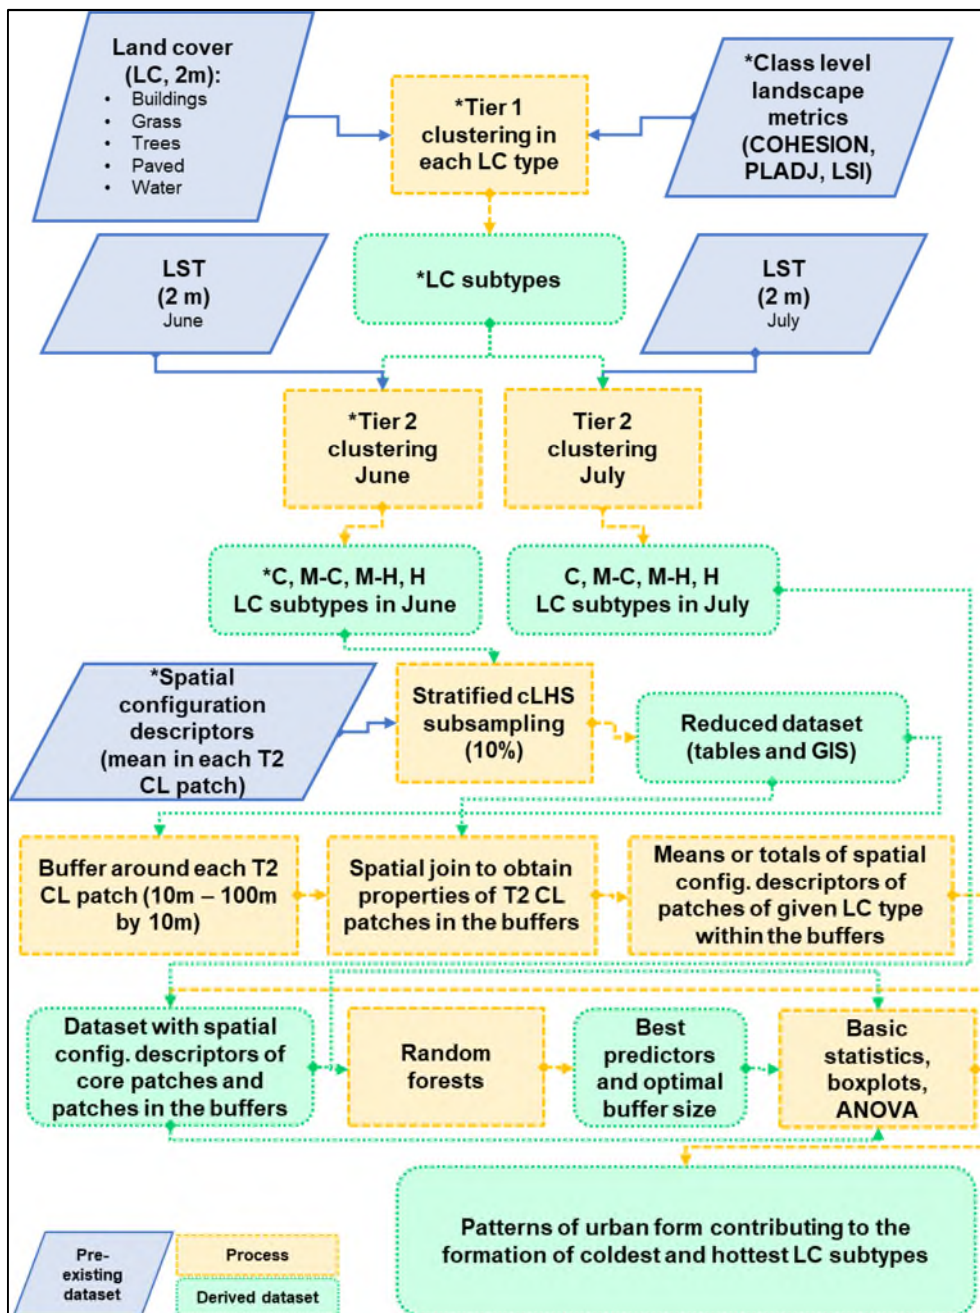 Land cover
(LC, 2m):
• Buildings
• Grass
• Trees
• Paved
• Water
*Tier 1
clustering in
each LC type
*Class level
landscape
metrics
(COHESION,
PLADJ, LSI)
LST
(2 m)
June
*LC subtypes
LST
(2 m)
July
*Tier 2
clustering
June
Tier 2
clustering
July
*C, M-C, M-H, H
LC subtypes in June
C, M-C, M-H, H
LC subtypes in July
*Spatial
configuration
descriptors
(mean in each T2
CL patch)
Stratified cLHS
subsampling
(10%)
Reduced dataset
(tables and GIS)
Buffer around each T2
CL patch (10m – 100m
by 10m)
Spatial join to obtain
properties of T2 CL
patches in the buffers
Means or totals of spatial
config. descriptors of
patches of given LC type
within the buffers
Dataset with spatial
config. descriptors of
core patches and
patches in the buffers
Random
forests
Best
predictors
and optimal
buffer size
Basic
statistics,
boxplots,
ANOVA
Patterns of urban form contributing to the
formation of coldest and hottest LC subtypes
Pre-
existing
dataset
Process
Derived dataset